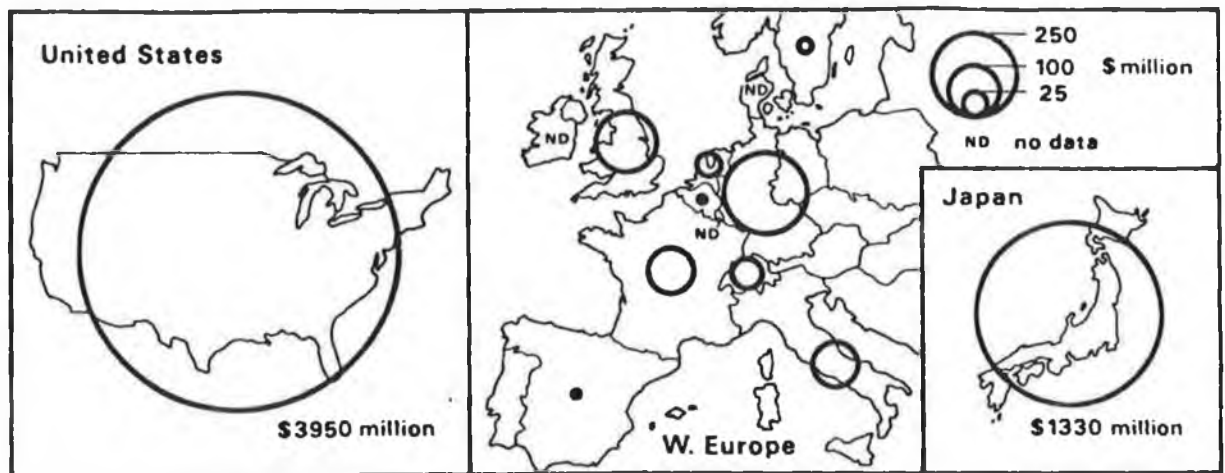 United States
$3950 million
ND
ND
ND
W. Europe
250
100 $ million
25
ND no data
Japan
$1330 million